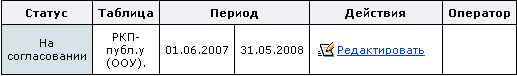 Статус Таблица Период Действия Оператор
На согласовании РКП-публ.у (ООУ). 01.06.2007 31.05.2008 Редактировать